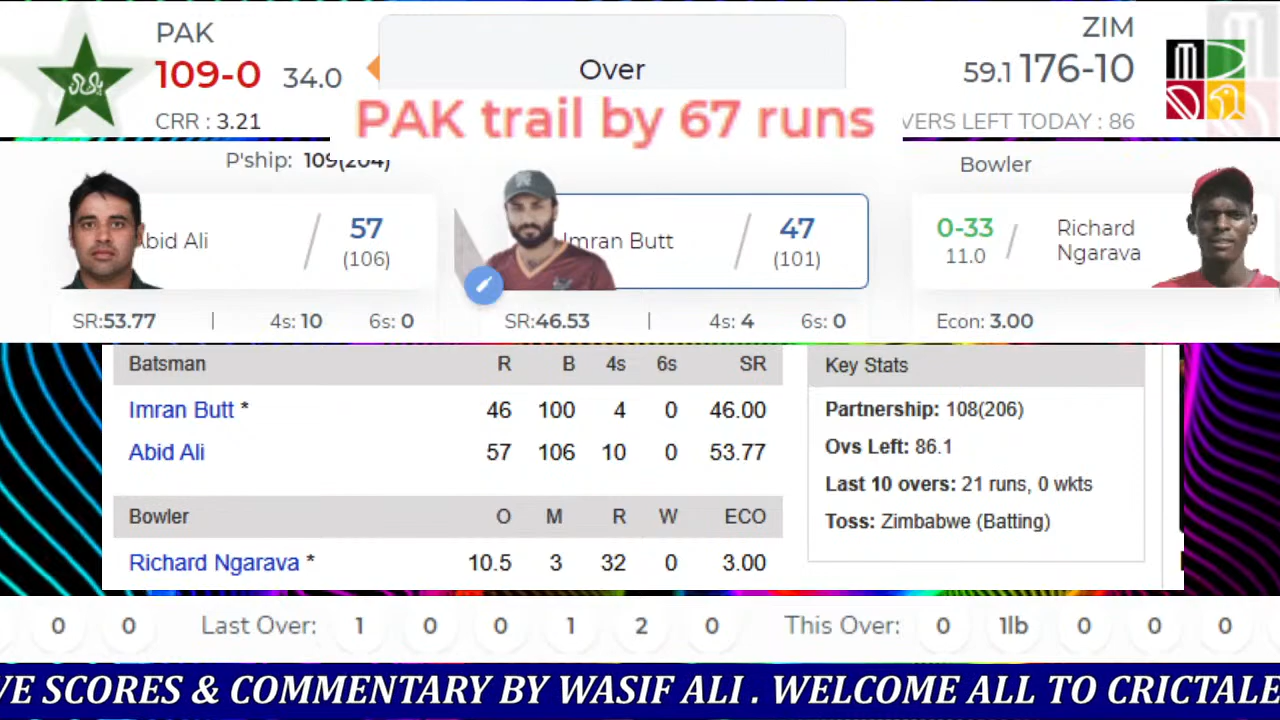 PAK
109-0 34.0
CRR : 3.21
Over
PAK trail by 67 runs
ZIM
59.1 176-10
VERS LEFT TODAY : 86
P'ship: 109(204)
Abid Ali
57
(106)
SR:53.77 | 4s: 10 6s: 0
Imran Butt
47
(101)
SR:46.53 | 4s: 4 6s: 0
Bowler
0-33
11.0
Richard
Ngarava
Econ: 3.00
Batsman R B 4s 6s SR
Imran Butt * 46 100 4 0 46.00
Abid Ali 57 106 10 0 53.77
Bowler O M R W ECO
Richard Ngarava * 10.5 3 32 0 3.00
Key Stats
Partnership: 108(206)
Ovs Left: 86.1
Last 10 overs: 21 runs, 0 wkts
Toss: Zimbabwe (Batting)
0 0 Last Over: 1 0 0 1 2 0 This Over: 0 1lb 0 0 0
VE SCORES & COMMENTARY BY WASIF ALI . WELCOME ALL TO CRICTALE